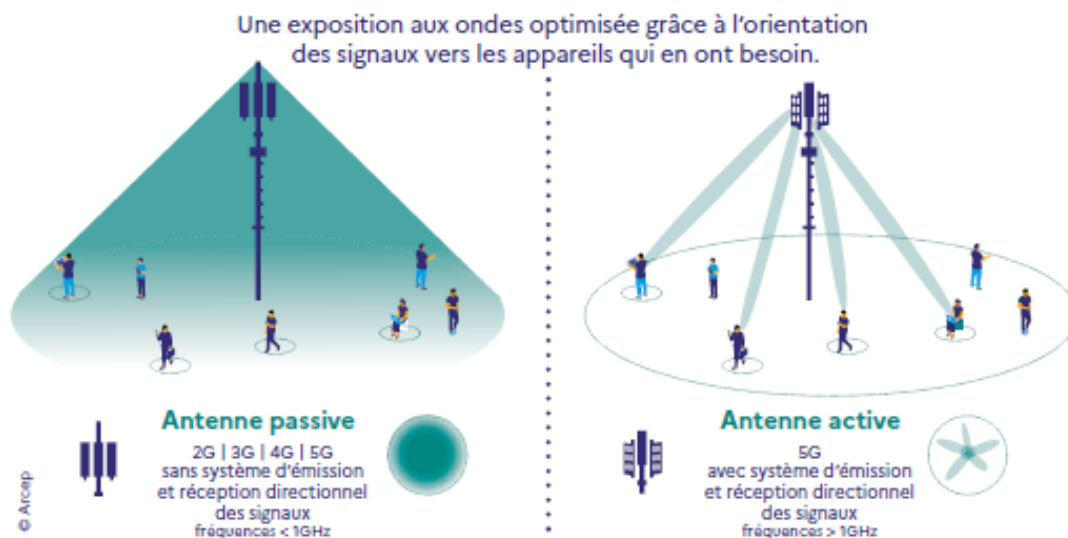 Une exposition aux ondes optimisée grâce à l'orientation
des signaux vers les appareils qui en ont besoin.
Antenne passive
2G | 3G | 4G | 5G
sans système d'émission
et réception directionnel
des signaux
fréquences < 1GHz
Antenne active
5G
avec système d'émission
et réception directionnel
des signaux
fréquences > 1GHz
© Arcep